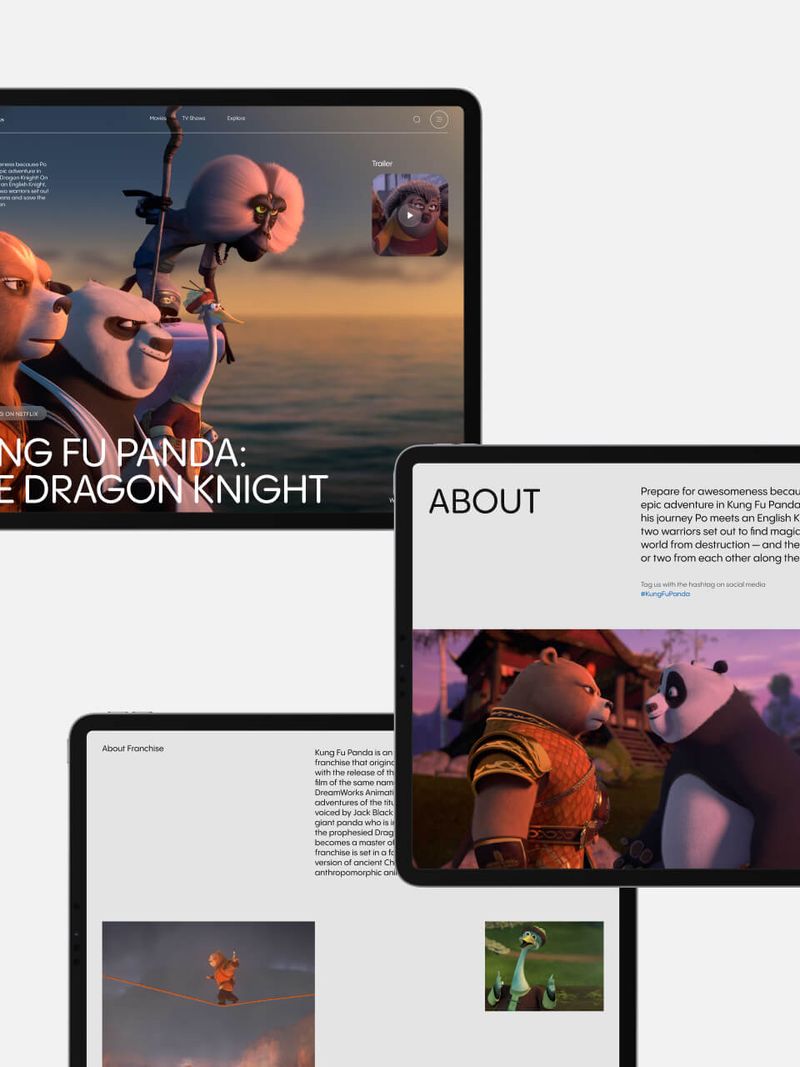 Movies TV Shows Explore
Trailer
because Po
adventure in
Dragon Knight! On
an English Knight,
two warriors set out
and save the
ON NETFLIX
NG FU PANDA:
E DRAGON KNIGHT
W
ABOUT
Prepare for awesomeness becau
epic adventure in Kung Fu Panda
his journey Po meets an English K
two warriors set out to find magic
world from destruction — and the
or two from each other along the
Tag us with the hashtag on social media
#KungFuPanda
About Franchise
Kung Fu Panda is an
franchise that origina
with the release of th
film of the same nam
DreamWorks Animati
adventures of the titu
voiced by Jack Black
giant panda who is i
the prophesied Drag
becomes a master of
franchise is set in a fa
version of ancient Ch
anthropomorphic ani